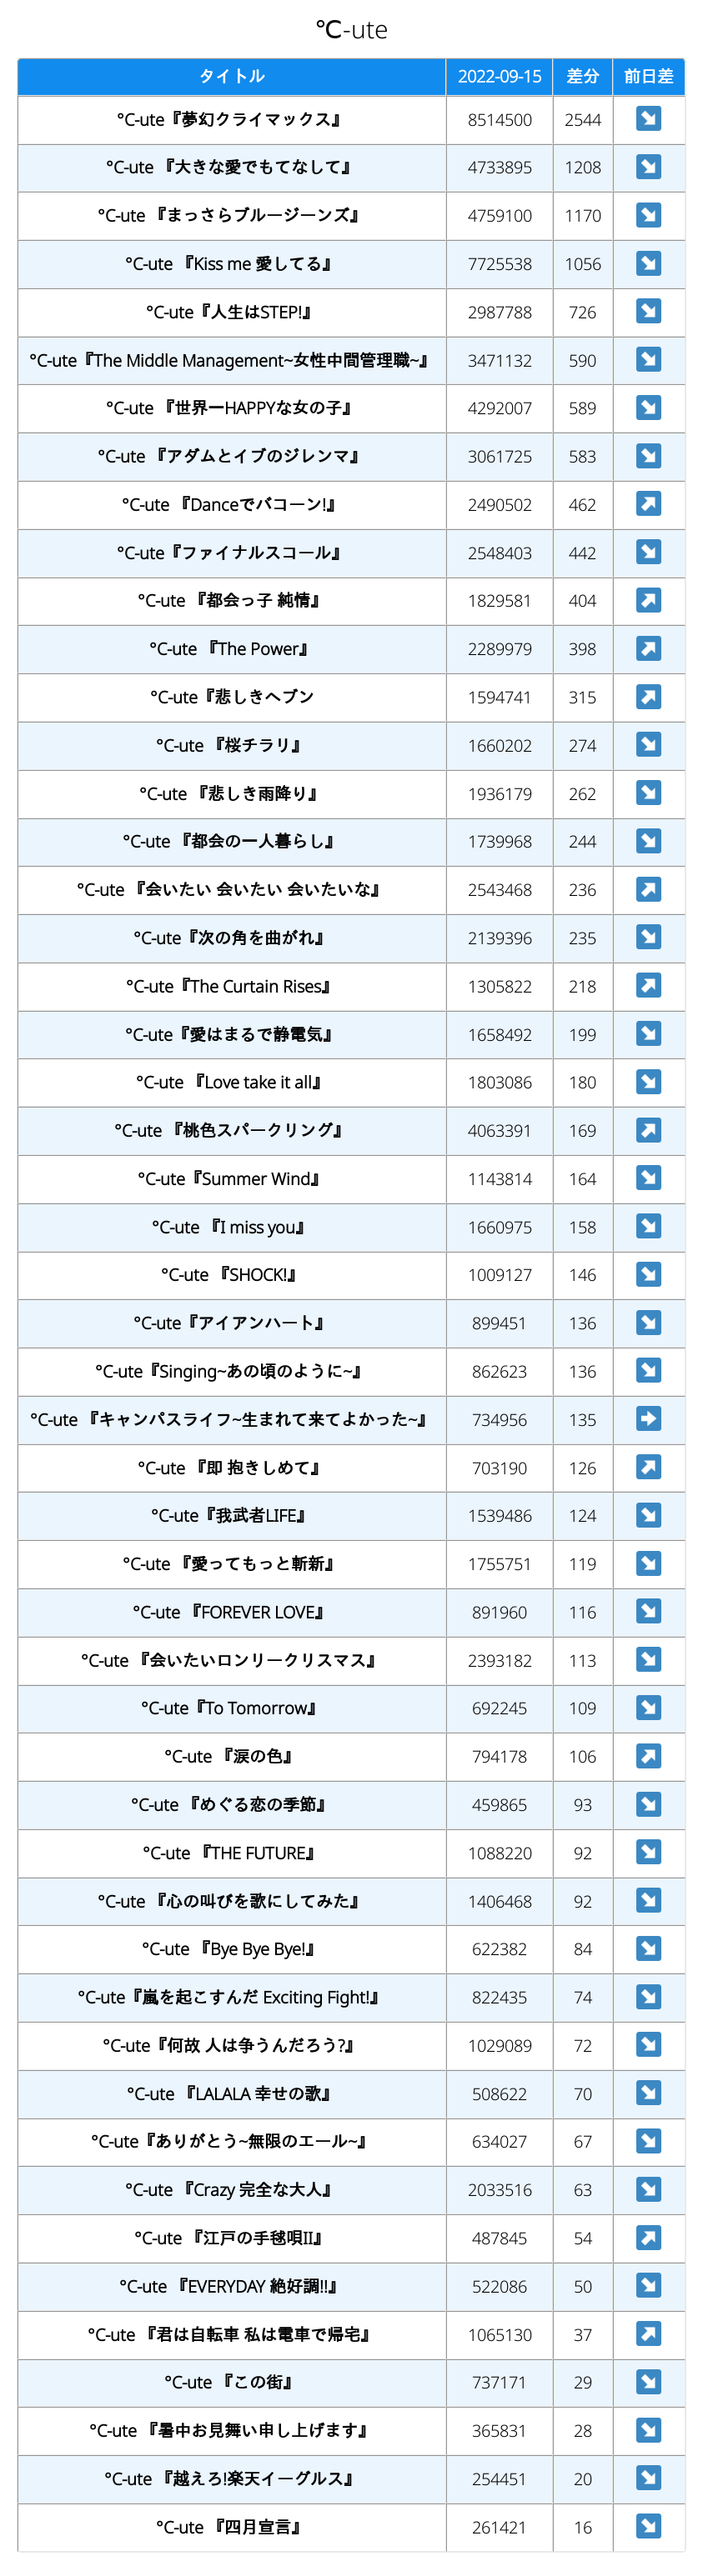 ℃-ute
タイトル 2022-09-15 差分 前日差
°C-ute『夢幻クライマックス』 8514500 2544 ↘
°C-ute 『大きな愛でもてなして』 4733895 1208 ↘
°C-ute 『まっさらブルージーンズ』 4759100 1170 ↘
°C-ute 『Kiss me 愛してる』 7725538 1056 ↘
°C-ute『人生はSTEP!』 2987788 726 ↘
°C-ute『The Middle Management~女性中間管理職~』 3471132 590 ↘
°C-ute 『世界一HAPPYな女の子』 4292007 589 ↘
°C-ute 『アダムとイブのジレンマ』 3061725 583 ↘
°C-ute 『Danceでバコーン!』 2490502 462 ↗
°C-ute『ファイナルスコール』 2548403 442 ↘
°C-ute 『都会っ子 純情』 1829581 404 ↗
°C-ute 『The Power』 2289979 398 ↗
°C-ute『悲しきヘブン 1594741 315 ↗
°C-ute 『桜チラリ』 1660202 274 ↘
°C-ute 『悲しき雨降り』 1936179 262 ↘
°C-ute 『都会の一人暮らし』 1739968 244 ↘
°C-ute 『会いたい 会いたい 会いたいな』 2543468 236 ↗
°C-ute『次の角を曲がれ』 2139396 235 ↘
°C-ute『The Curtain Rises』 1305822 218 ↗
°C-ute『愛はまるで静電気』 1658492 199 ↘
°C-ute 『Love take it all』 1803086 180 ↘
°C-ute 『桃色スパークリング』 4063391 169 ↗
°C-ute『Summer Wind』 1143814 164 ↘
°C-ute 『I miss you』 1660975 158 ↘
°C-ute 『SHOCK!』 1009127 146 ↘
°C-ute『アイアンハート』 899451 136 ↘
°C-ute『Singing~あの頃のように~』 862623 136 ↘
°C-ute 『キャンパスライフ~生まれて来てよかった~』 734956 135 ➡
°C-ute 『即 抱きしめて』 703190 126 ↗
°C-ute『我武者LIFE』 1539486 124 ↘
°C-ute 『愛ってもっと斬新』 1755751 119 ↘
°C-ute 『FOREVER LOVE』 891960 116 ↘
°C-ute 『会いたいロンリークリスマス』 2393182 113 ↘
°C-ute『To Tomorrow』 692245 109 ↘
°C-ute 『涙の色』 794178 106 ↗
°C-ute 『めぐる恋の季節』 459865 93 ↘
°C-ute 『THE FUTURE』 1088220 92 ↘
°C-ute 『心の叫びを歌にしてみた』 1406468 92 ↘
°C-ute 『Bye Bye Bye!』 622382 84 ↘
°C-ute『嵐を起こすんだ Exciting Fight!』 822435 74 ↘
°C-ute『何故 人は争うんだろう?』 1029089 72 ↘
°C-ute 『LALALA 幸せの歌』 508622 70 ↘
°C-ute『ありがとう~無限のエール~』 634027 67 ↘
°C-ute 『Crazy 完全な大人』 2033516 63 ↘
°C-ute 『江戸の手毬唄II』 487845 54 ↗
°C-ute 『EVERYDAY 絶好調!!』 522086 50 ↘
°C-ute 『君は自転車 私は電車で帰宅』 1065130 37 ↗
°C-ute 『この街』 737171 29 ↘
°C-ute 『暑中お見舞い申し上げます』 365831 28 ↘
°C-ute 『越えろ!楽天イーグルス』 254451 20 ↘
°C-ute 『四月宣言』 261421 16 ↘